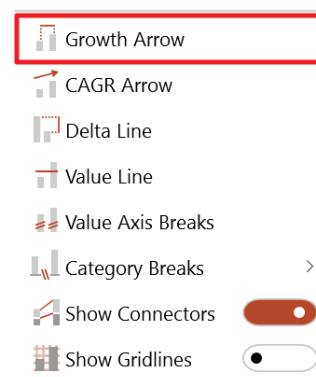 Growth Arrow
CAGR Arrow
Delta Line
Value Line
Value Axis Breaks
Category Breaks
Show Connectors
Show Gridlines